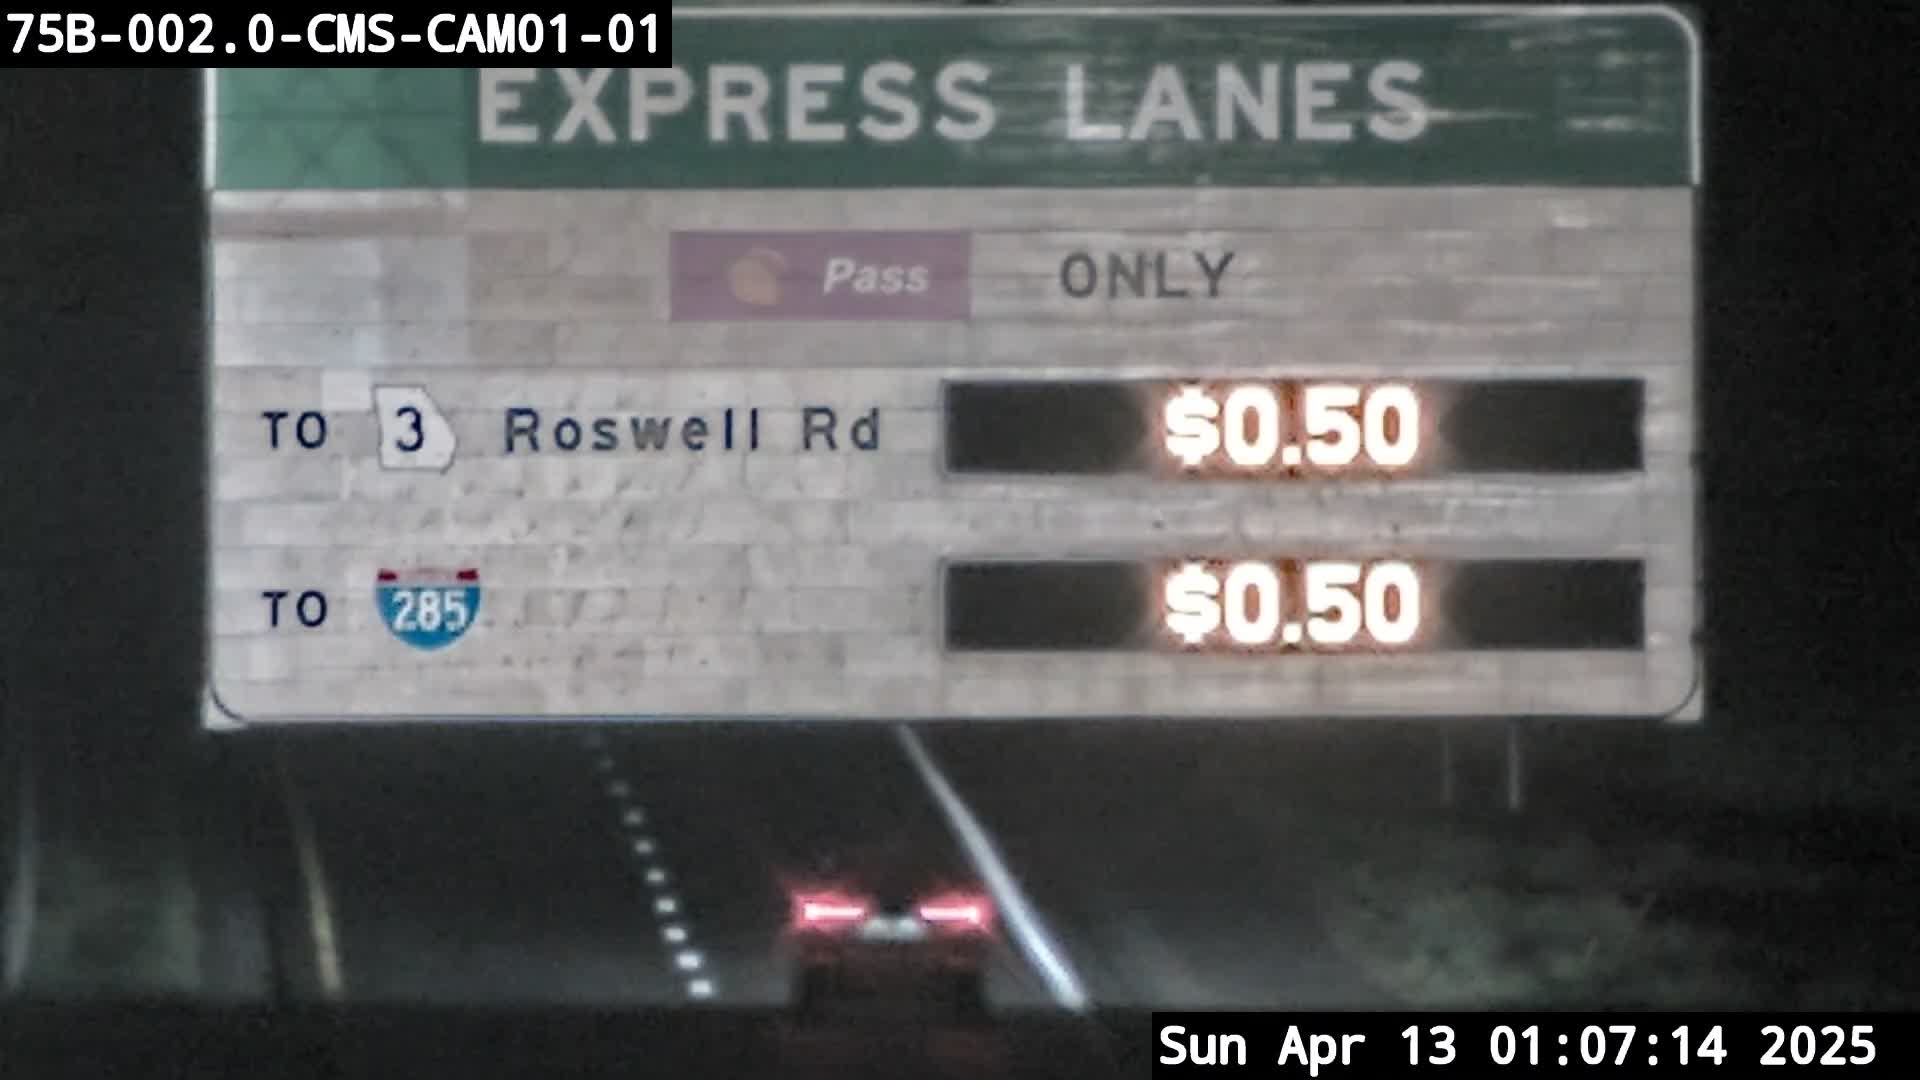 75B-002.0-CMS-CAM01-01
EXPRESS LANES
Pass ONLY
TO 3 Roswell Rd $0.50
TO 285 $0.50
Sun Apr 13 01:07:14 2025